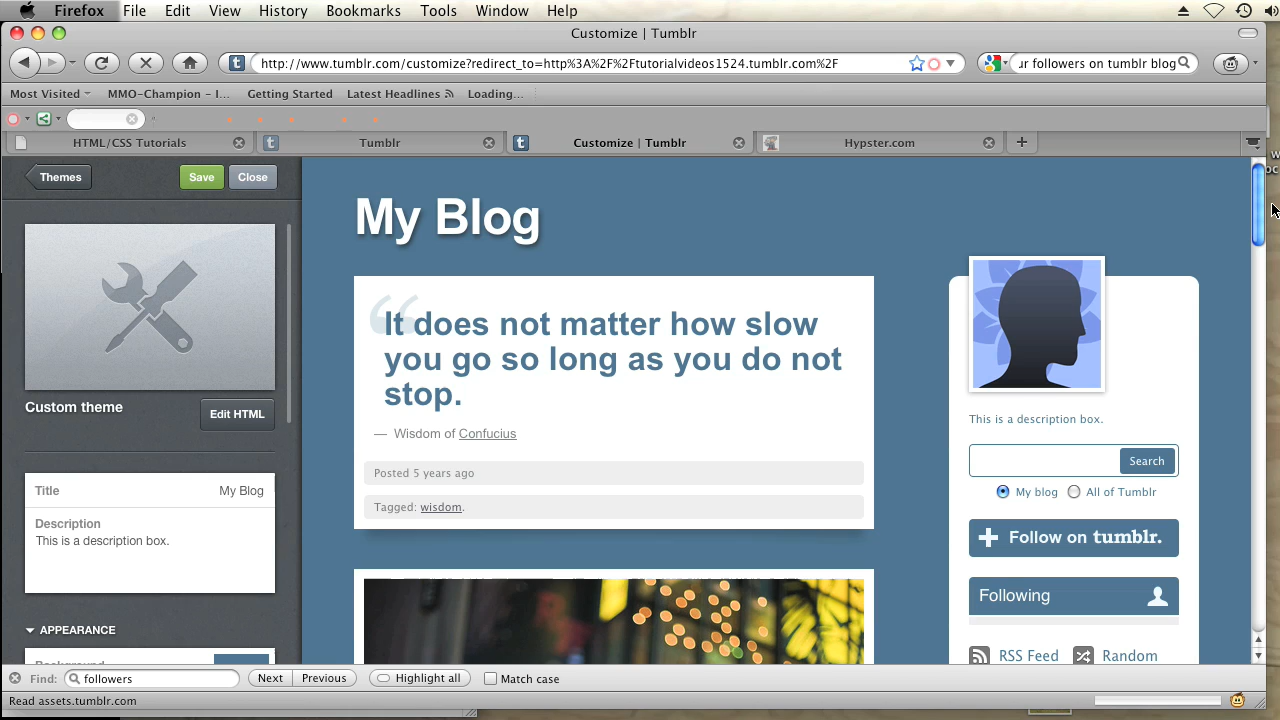 Firefox File Edit View History Bookmarks Tools Window Help
Customize | Tumblr
http://www.tumblr.com/customize?redirect_to=http%3A%2F%2Ftutorialvideos1524.tumblr.com%2F
ur followers on tumblr blog
Most Visited MMO-Champion - I... Getting Started Latest Headlines Loading...
HTML/CSS Tutorials Tumblr Customize | Tumblr Hypster.com
Themes Save Close
Custom theme Edit HTML
Title My Blog
Description
This is a description box.
APPEARANCE
Background
My Blog
It does not matter how slow
you go so long as you do not
stop.
— Wisdom of Confucius
Posted 5 years ago
Tagged: wisdom.
This is a description box.
Search
My blog All of Tumblr
Follow on tumblr.
Following
RSS Feed Random
Find: followers Next Previous Highlight all Match case
Read assets.tumblr.com